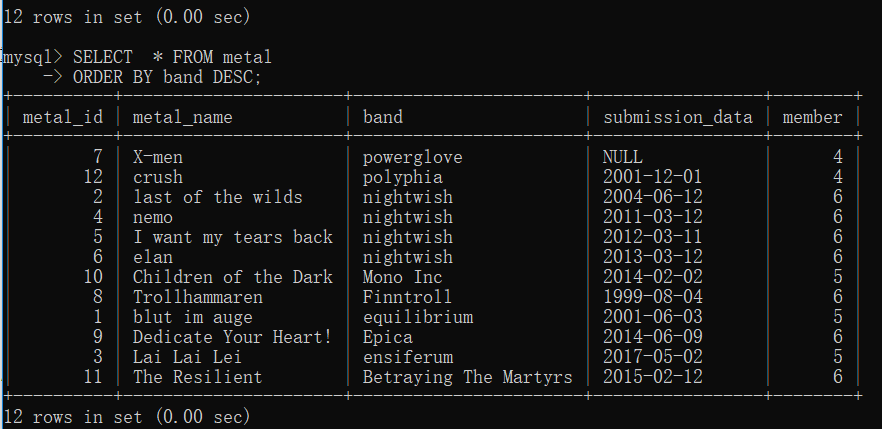 12 rows in set (0.00 sec)
mysql> SELECT  * FROM metal
    -> ORDER BY band DESC;
+----------+-----------------------+------------------------+-----------------+--------+
| metal_id | metal_name            | band                   | submission_data | member |
+----------+-----------------------+------------------------+-----------------+--------+
|        7 | X-men                 | powerglove             | NULL            |      4 |
|       12 | crush                 | polyphia               | 2001-12-01      |      4 |
|        2 | last of the wilds     | nightwish              | 2004-06-12      |      6 |
|        4 | nemo                  | nightwish              | 2011-03-12      |      6 |
|        5 | I want my tears back  | nightwish              | 2012-03-11      |      6 |
|        6 | elan                  | nightwish              | 2013-03-12      |      6 |
|       10 | Children of the Dark  | Mono Inc               | 2014-02-02      |      5 |
|        8 | Trollhammaren         | Finntroll              | 1999-08-04      |      6 |
|        1 | blut im auge          | equilibrium            | 2001-06-03      |      5 |
|        9 | Dedicate Your Heart!  | Epica                  | 2014-06-09      |      6 |
|        3 | Lai Lai Lei           | ensiferum              | 2017-05-02      |      5 |
|       11 | The Resilient         | Betraying The Martyrs  | 2015-02-12      |      6 |
+----------+-----------------------+------------------------+-----------------+--------+
12 rows in set (0.00 sec)